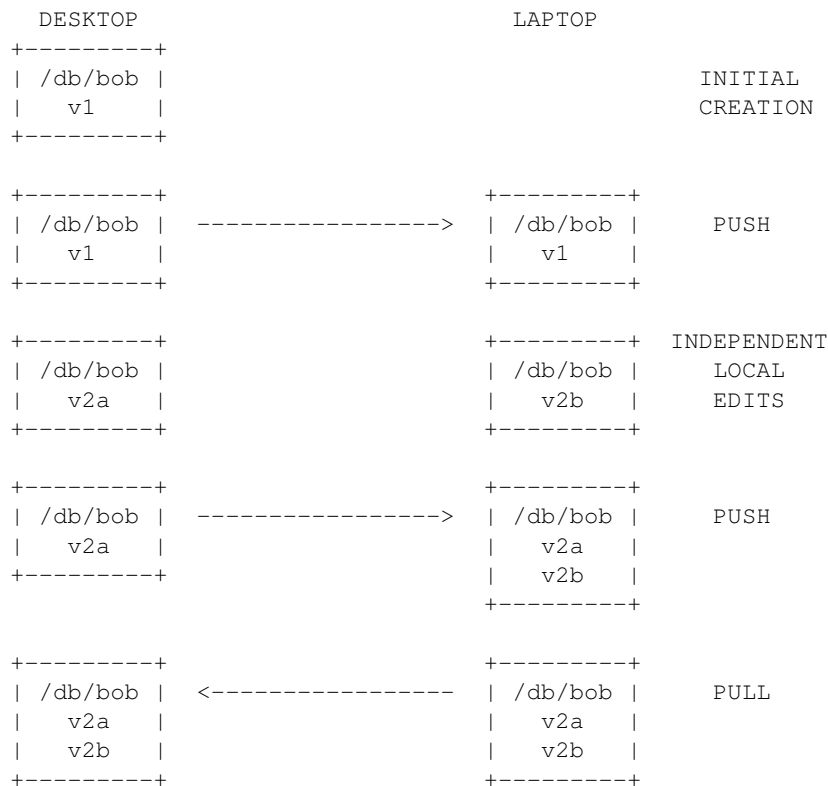 DESKTOP                          LAPTOP
+---------+
| /db/bob |                                     INITIAL
|   v1    |                                     CREATION
+---------+
+---------+                      +---------+
| /db/bob |  ----------------->  | /db/bob |     PUSH
|   v1    |                      |   v1    |
+---------+                      +---------+
+---------+                      +---------+  INDEPENDENT
| /db/bob |                      | /db/bob |     LOCAL
|   v2a   |                      |   v2b   |     EDITS
+---------+                      +---------+
+---------+                      +---------+
| /db/bob |  ----------------->  | /db/bob |     PUSH
|   v2a   |                      |   v2a   |
+---------+                      |   v2b   |
                                 +---------+
+---------+                      +---------+
| /db/bob |  <-----------------  | /db/bob |     PULL
|   v2a   |                      |   v2a   |
|   v2b   |                      |   v2b   |
+---------+                      +---------+